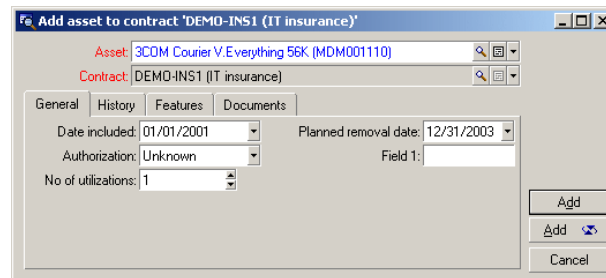 Add asset to contract 'DEMO-INS1 (IT insurance)'
Asset: 3COM Courier V.Everything 56K (MDM001110)
Contract: DEMO-INS1 (IT insurance)
General History Features Documents
Date included: 01/01/2001 Planned removal date: 12/31/2003
Authorization: Unknown Field 1:
No of utilizations: 1
Add
Add
Cancel